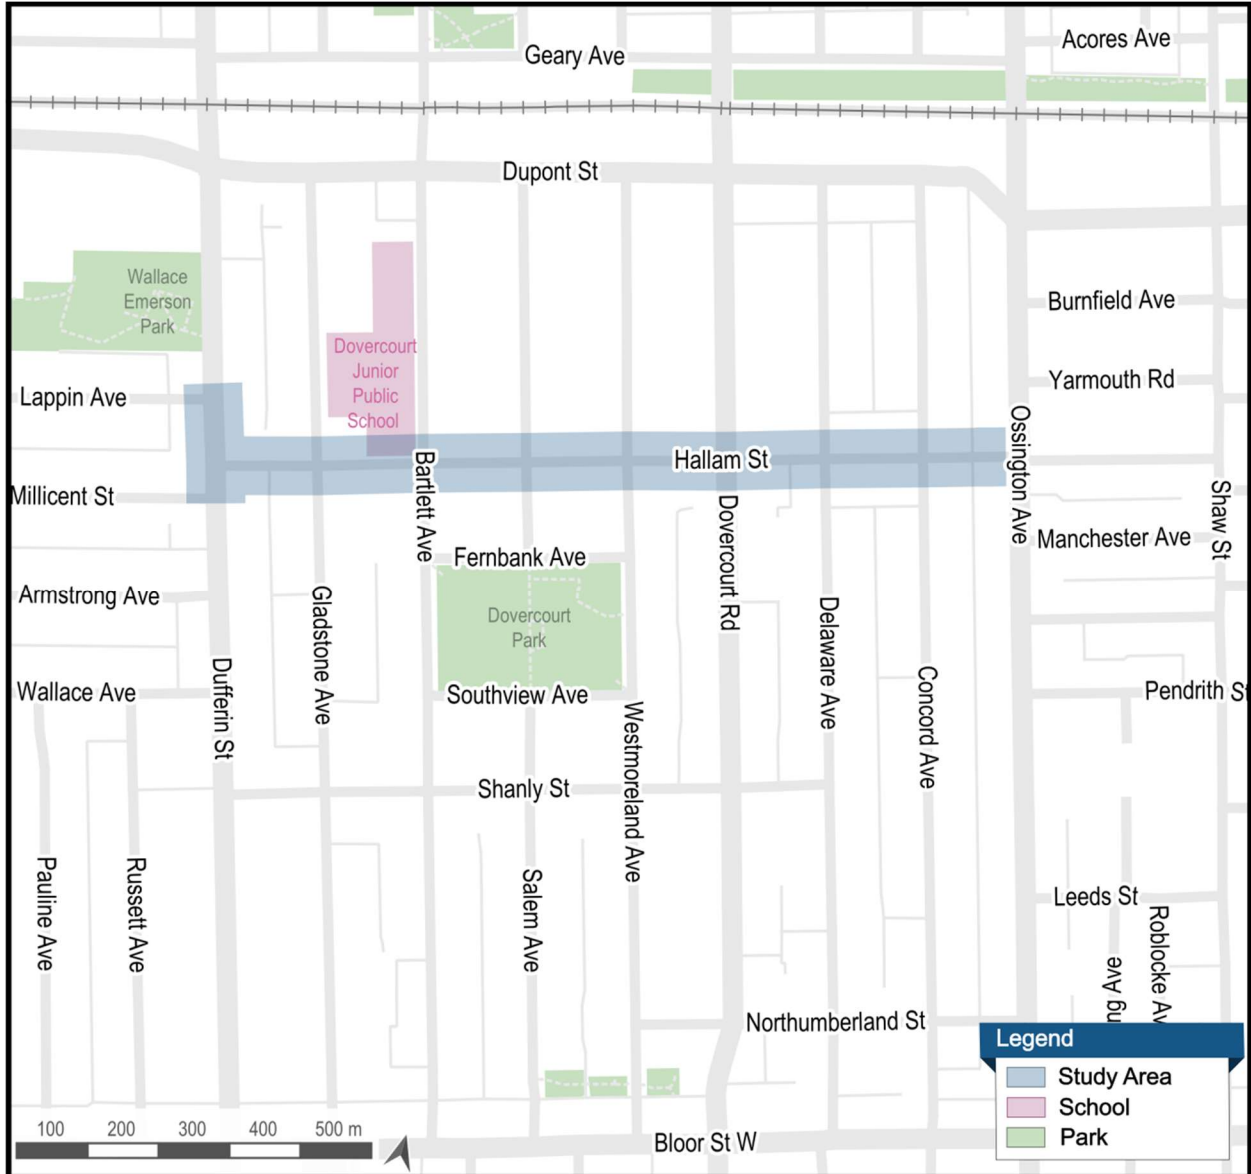 Acores Ave
Geary Ave
Dupont St
Wallace
Emerson
Park
Burnfield Ave
Dovercourt
Junior
Public
School
Yarmouth Rd
Lappin Ave
Hallam St
Ossington Ave
Bartlett Ave
Millicent St
Shaw St
Dovercourt Rd
Manchester Ave
Fernbank Ave
Armstrong Ave
Gladstone Ave
Dovercourt
Park
Delaware Ave
Dufferin St
Wallace Ave
Southview Ave
Concord Ave
Pendrith St
Westmoreland Ave
Shanly St
Pauline Ave
Russett Ave
Salem Ave
Leeds St
Roblocke Av
ng Ave
Northumberland St
Legend
Study Area
School
Park
100 200 300 400 500 m
Bloor St W